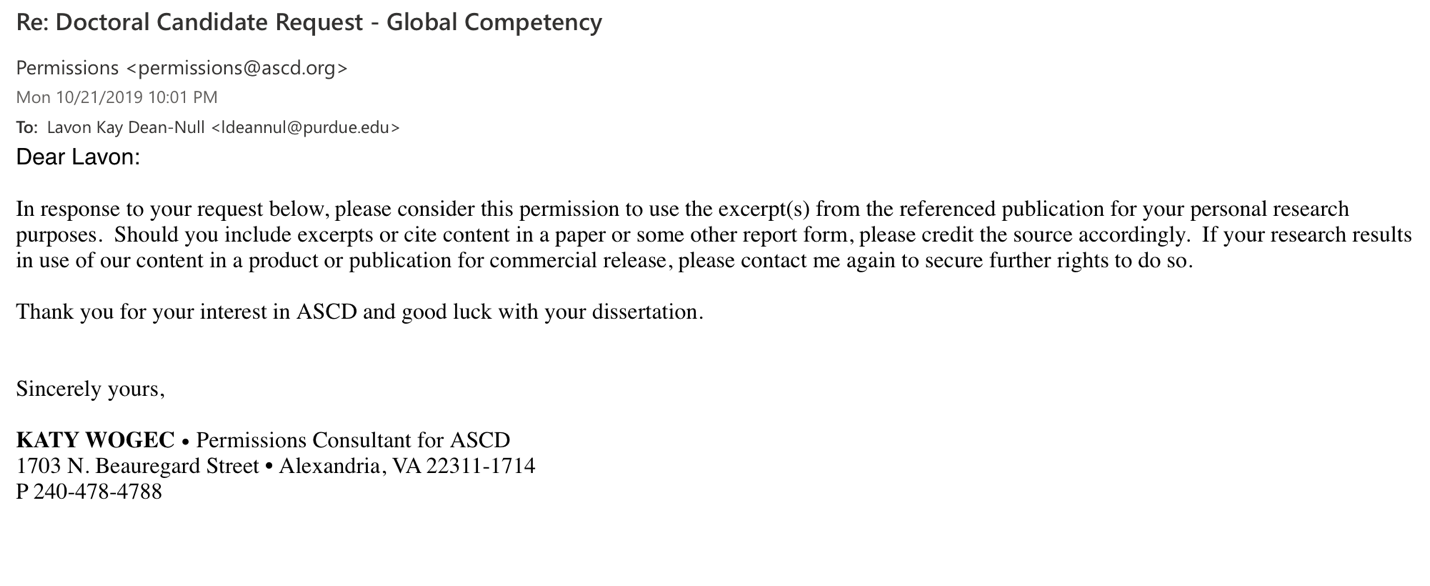 Re: Doctoral Candidate Request - Global Competency
Permissions <permissions@ascd.org>
Mon 10/21/2019 10:01 PM
To: Lavon Kay Dean-Null <ldeannul@purdue.edu>
Dear Lavon:
In response to your request below, please consider this permission to use the excerpt(s) from the referenced publication for your personal research
purposes.  Should you include excerpts or cite content in a paper or some other report form, please credit the source accordingly.  If your research results
in use of our content in a product or publication for commercial release, please contact me again to secure further rights to do so.
Thank you for your interest in ASCD and good luck with your dissertation.
Sincerely yours,
KATY WOGEC • Permissions Consultant for ASCD
1703 N. Beauregard Street • Alexandria, VA 22311-1714
P 240-478-4788